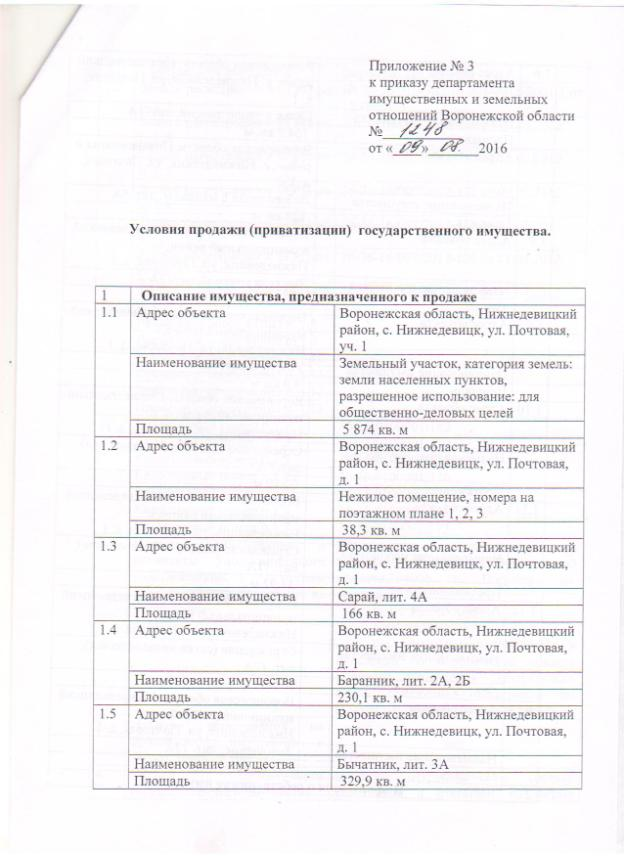 Приложение № 3
к приказу департамента
имущественных и земельных
отношений Воронежской области
№ 1248
от «09» 08. 2016
Условия продажи (приватизации) государственного имущества.
1 Описание имущества, предназначенного к продаже
1.1 Адрес объекта Воронежская область, Нижнедевицкий
район, с. Нижнедевицк, ул. Почтовая,
уч. 1
Наименование имущества Земельный участок, категория земель:
земли населенных пунктов,
разрешенное использование: для
общественно-деловых целей
Площадь 5 874 кв. м
1.2 Адрес объекта Воронежская область, Нижнедевицкий
район, с. Нижнедевицк, ул. Почтовая,
д. 1
Наименование имущества Нежилое помещение, номера на
поэтажном плане 1, 2, 3
Площадь 38,3 кв. м
1.3 Адрес объекта Воронежская область, Нижнедевицкий
район, с. Нижнедевицк, ул. Почтовая,
д. 1
Наименование имущества Сарай, лит. 4А
Площадь 166 кв. м
1.4 Адрес объекта Воронежская область, Нижнедевицкий
район, с. Нижнедевицк, ул. Почтовая,
д. 1
Наименование имущества Баранник, лит. 2А, 2Б
Площадь 230,1 кв. м
1.5 Адрес объекта Воронежская область, Нижнедевицкий
район, с. Нижнедевицк, ул. Почтовая,
д. 1
Наименование имущества Бычатник, лит. 3А
Площадь 329,9 кв. м